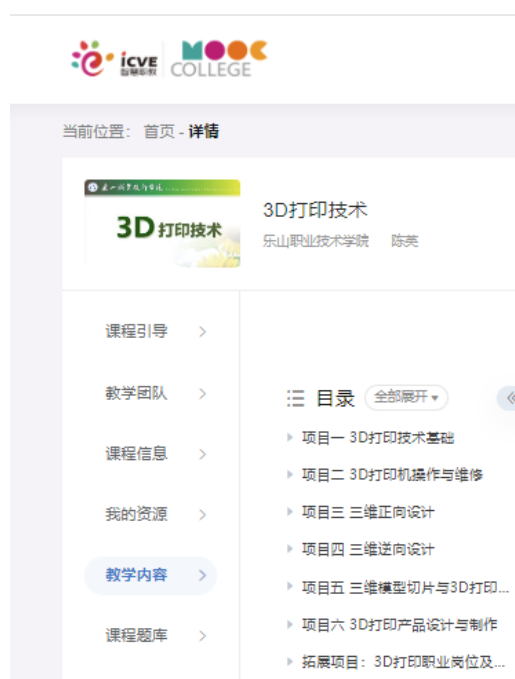 icve MOOC
智慧职教 COLLEGE
当前位置： 首页 - 详情
3D打印技术
3D打印技术
乐山职业技术学院 陈英
课程引导
教学团队
课程信息
我的资源
教学内容
课程题库
目录 全部展开
项目一 3D打印技术基础
项目二 3D打印机操作与维修
项目三 三维正向设计
项目四 三维逆向设计
项目五 三维模型切片与3D打印...
项目六 3D打印产品设计与制作
拓展项目：3D打印职业岗位及...